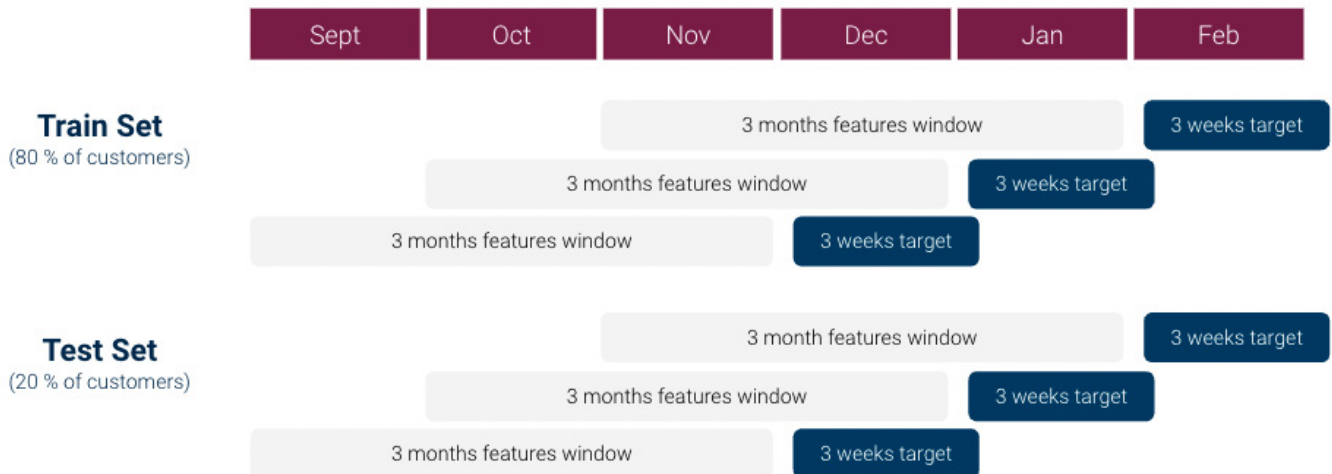 Sept Oct Nov Dec Jan Feb
Train Set
(80 % of customers)
3 months features window 3 weeks target
3 months features window 3 weeks target
3 months features window 3 weeks target
Test Set
(20 % of customers)
3 month features window 3 weeks target
3 months features window 3 weeks target
3 months features window 3 weeks target